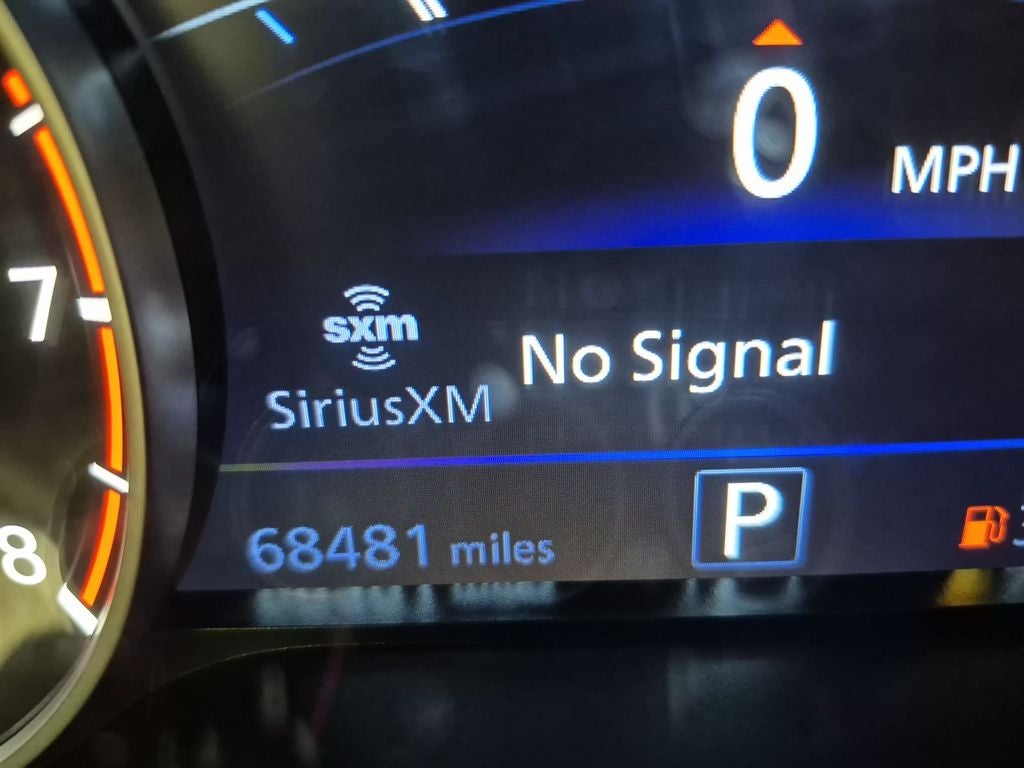 0
MPH
7
sxm
SiriusXM
No Signal
8
68481 miles
P